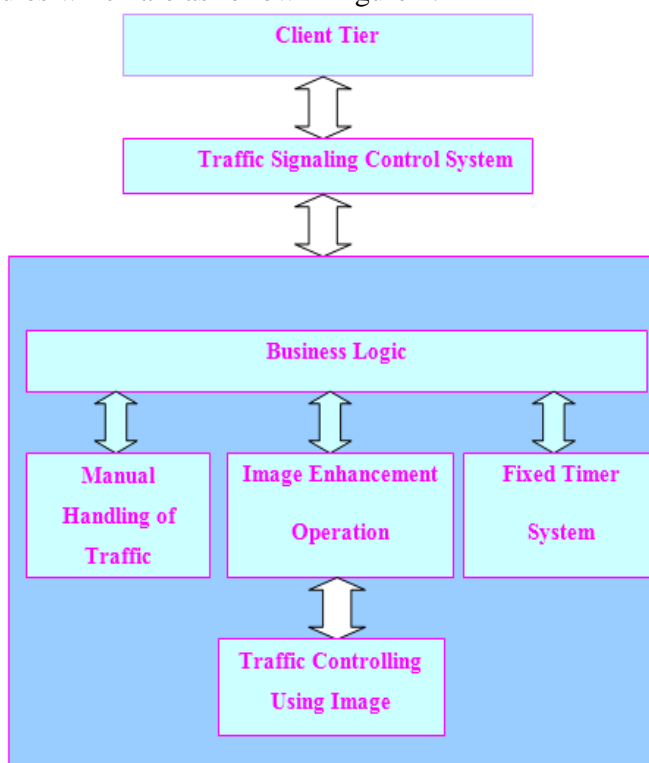 Client Tier
Traffic Signaling Control System
Business Logic
Manual
Handling of
Traffic
Image Enhancement
Operation
Fixed Timer
System
Traffic Controlling
Using Image